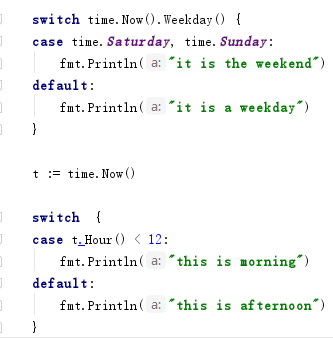 switch time.Now().Weekday() {
case time.Saturday, time.Sunday:
fmt.Println( a: "it is the weekend")
default:
fmt.Println( a: "it is a weekday")
}
t := time.Now()
switch {
case t.Hour() < 12:
fmt.Println( a: "this is morning")
default:
fmt.Println( a: "this is afternoon")
}